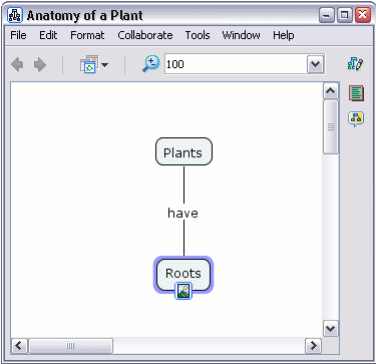 Anatomy of a Plant
File Edit Format Collaborate Tools Window Help
100
Plants
have
Roots